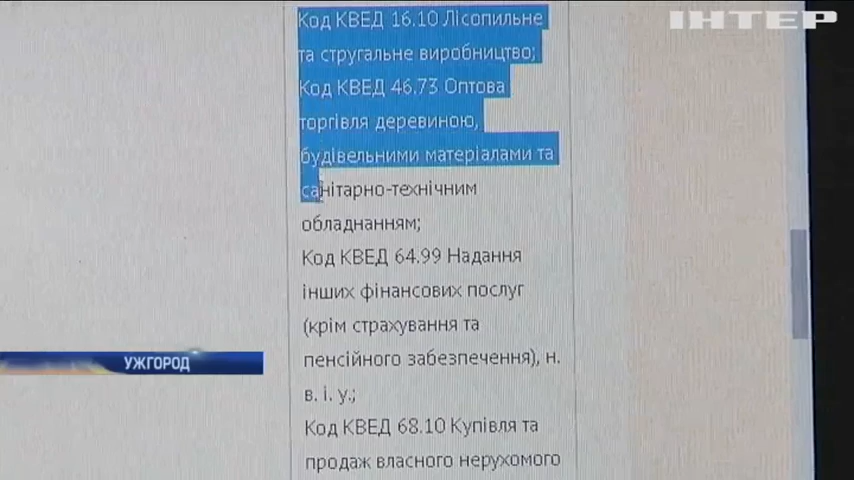 ІНТЕР
Код КВЕД 16.10 Лісопильне
та стругальне виробництво;
Код КВЕД 46.73 Оптова
торгівля деревиною,
будівельними матеріалами та
санітарно-технічним
обладнанням;
Код КВЕД 64.99 Надання
інших фінансових послуг
(крім страхування та
пенсійного забезпечення), н.
в. і. у.;
Код КВЕД 68.10 Купівля та
продаж власного нерухомого
УЖГОРОД